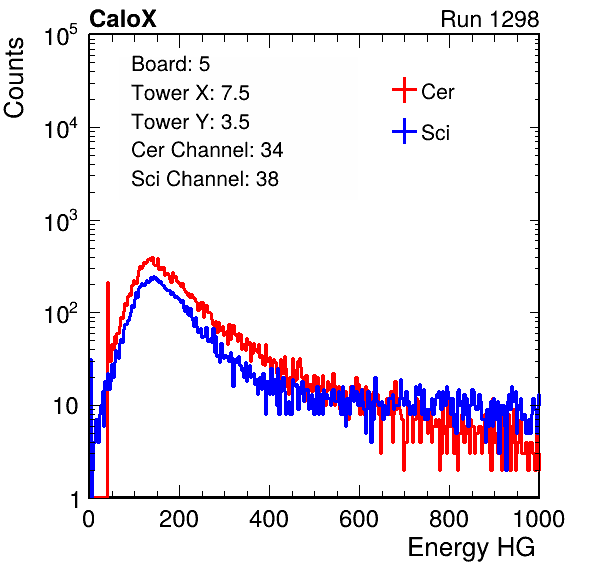 CaloX Run 1298
Counts
Board: 5
Tower X: 7.5
Tower Y: 3.5
Cer Channel: 34
Sci Channel: 38
Cer
Sci
10^5
10^4
10^3
10^2
10
1
0 200 400 600 800 1000
Energy HG